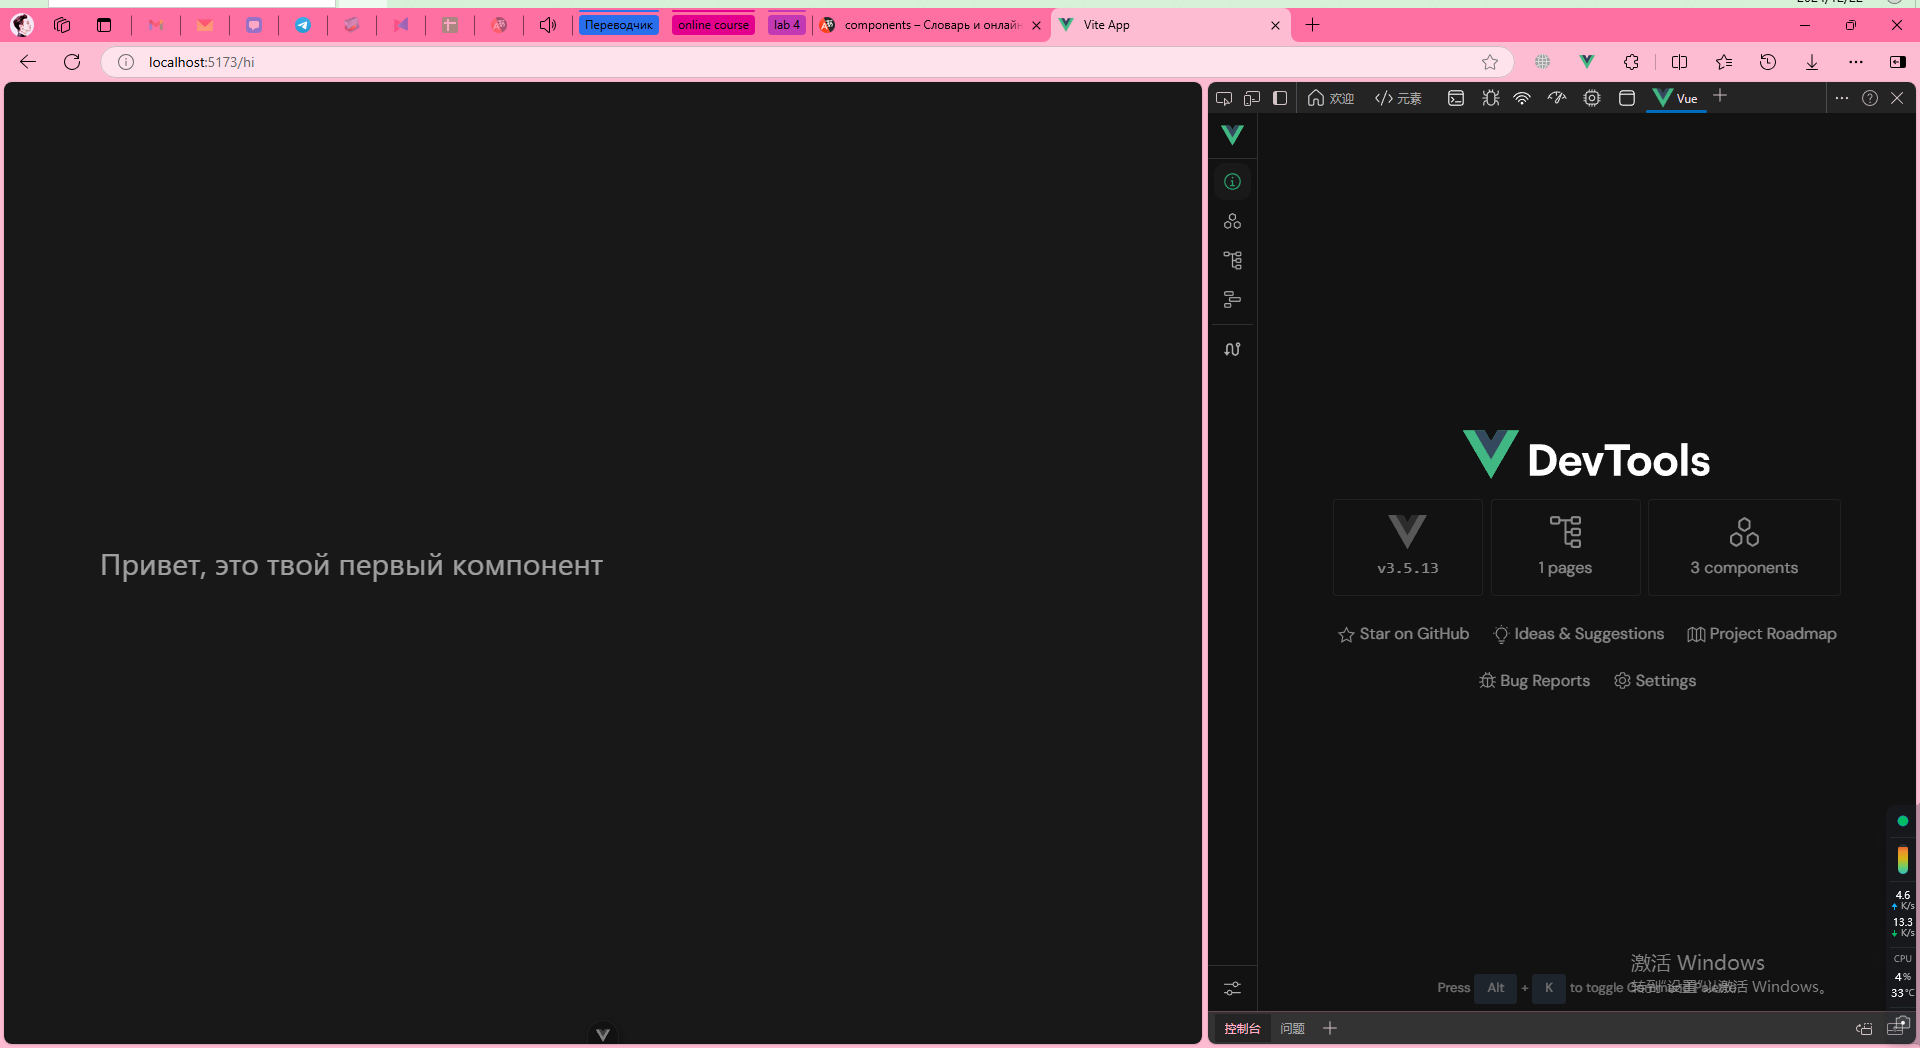 Переводчик
online course
lab 4
components – Словарь и онлайн
Vite App
localhost:5173/hi
欢迎
元素
Vue
Привет, это твой первый компонент
DevTools
v3.5.13
1 pages
3 components
Star on GitHub
Ideas & Suggestions
Project Roadmap
Bug Reports
Settings
4.6
K/s
13.3
K/s
CPU
4%
33°C
激活 Windows
转到"设置"以激活 Windows。
Press Alt + K to toggle Command Palette
控制台
问题